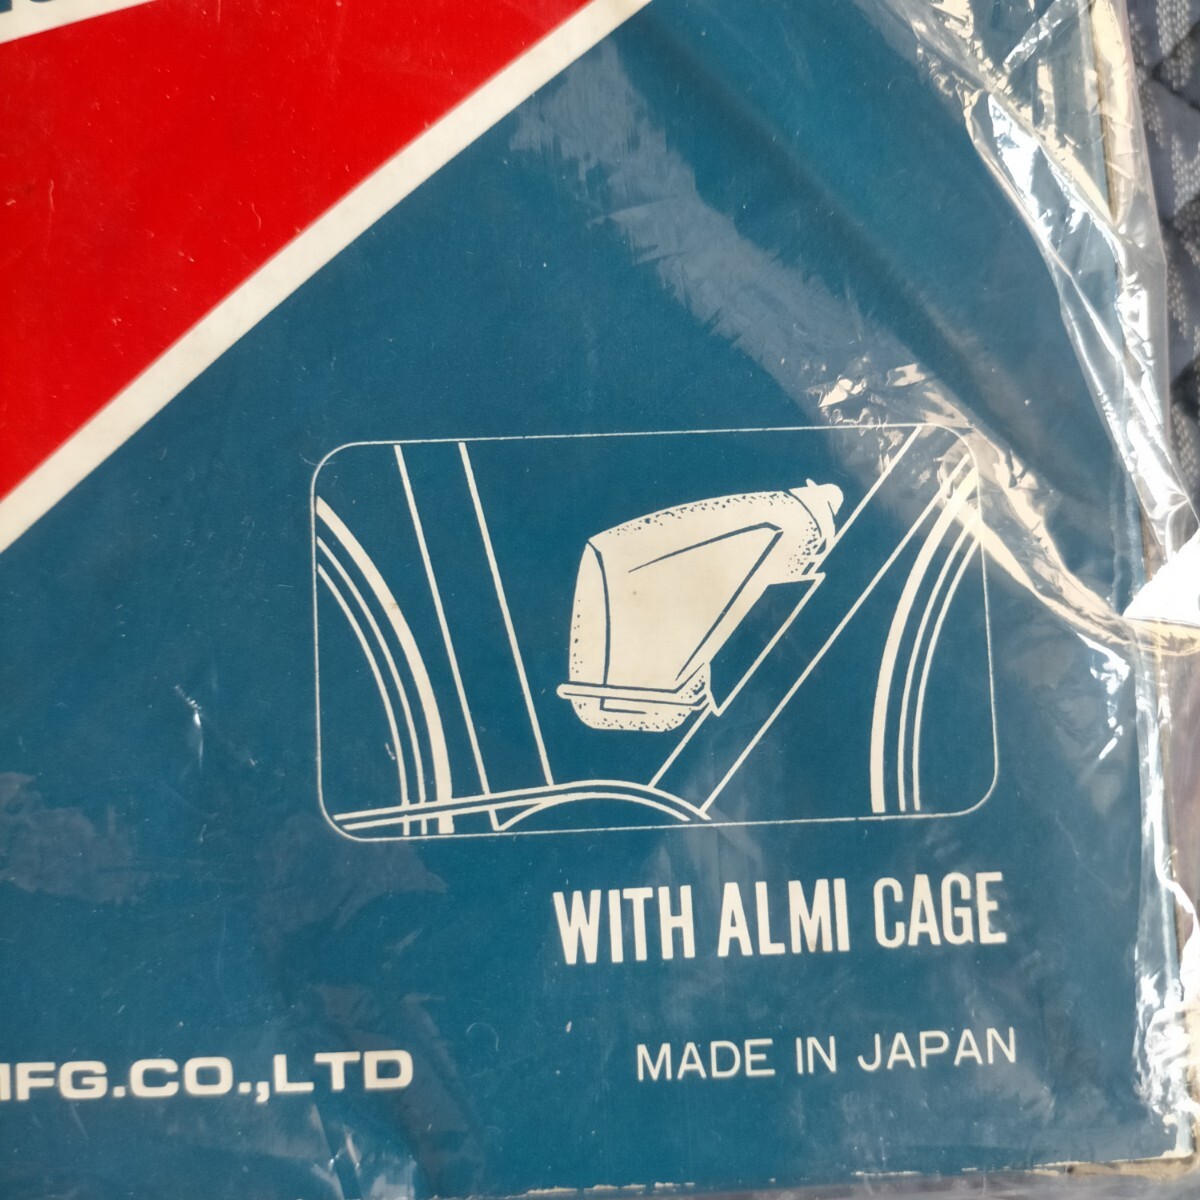 WITH ALMI CAGE
MFG.CO.,LTD
MADE IN JAPAN